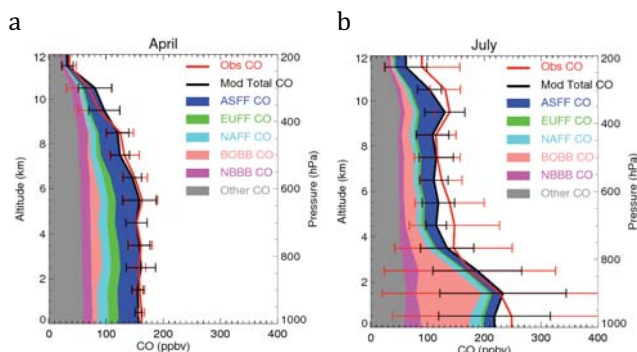 a
April
12
10
8
6
4
2
0
Altitude (km)
0 100 200 300 400
CO (ppbv)
200
400
600
800
1000
Pressure (hPa)
Obs CO
Mod Total CO
ASFF CO
EUFF CO
NAFF CO
BOBB CO
NBBB CO
Other CO
b
July
12
10
8
6
4
2
0
Altitude (km)
0 100 200 300 400
CO (ppbv)
200
400
600
800
1000
Pressure (hPa)
Obs CO
Mod Total CO
ASFF CO
EUFF CO
NAFF CO
BOBB CO
NBBB CO
Other CO